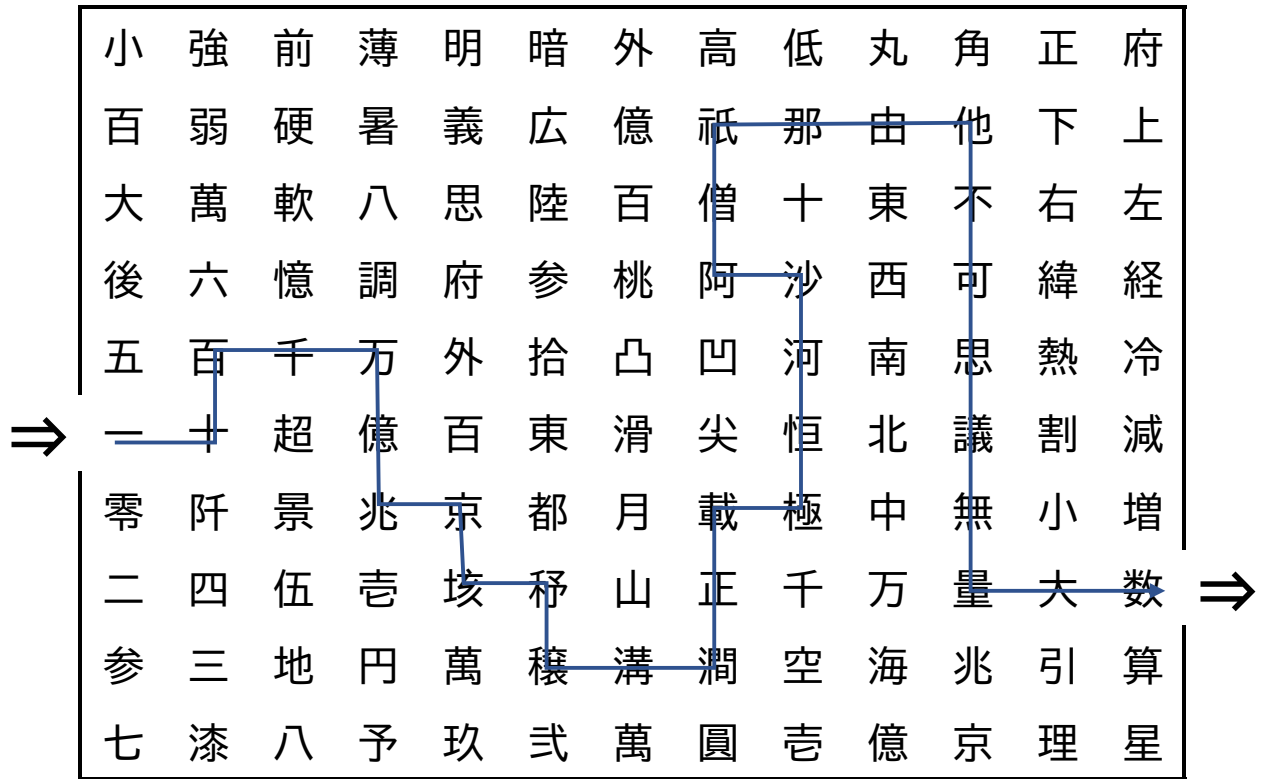 小 強 前 薄 明 暗 外 高 低 丸 角 正 府
百 弱 硬 暑 義 広 億 祇 那 由 他 下 上
大 萬 軟 八 思 陸 百 僧 十 東 不 右 左
後 六 憶 調 府 参 桃 阿 沙 西 可 緯 経
五 百 千 万 外 拾 凸 凹 河 南 思 熱 冷
⇒ 一 十 超 億 百 東 滑 尖 恒 北 議 割 減
零 阡 景 兆 京 都 月 載 極 中 無 小 増
二 四 伍 壱 垓 𥝱 山 正 千 万 量 大 数 ⇒
参 三 地 円 萬 穣 溝 澗 空 海 兆 引 算
七 漆 八 予 玖 弐 萬 圓 壱 億 京 理 星